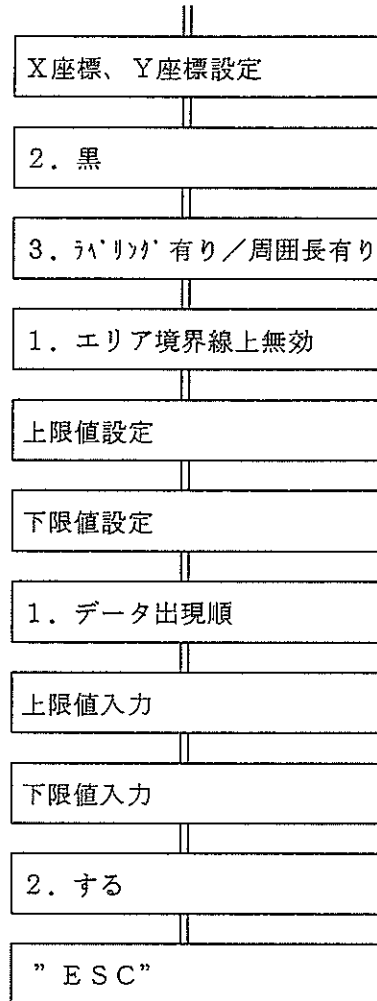 X座標、Y座標設定
2．黒
3．ﾗﾍﾞﾘﾝｸﾞ有り／周囲長有り
1．エリア境界線上無効
上限値設定
下限値設定
1．データ出現順
上限値入力
下限値入力
2．する
”ＥＳＣ”